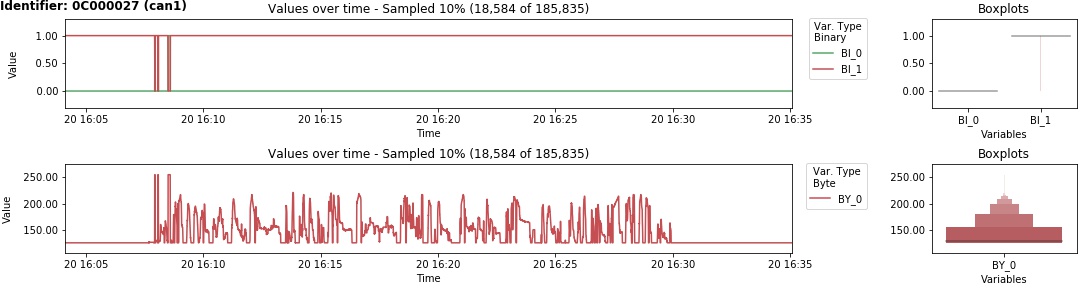 Identifier: 0C000027 (can1)
Values over time - Sampled 10% (18,584 of 185,835)
Boxplots
Value
1.00
0.50
0.00
20 16:05
20 16:10
20 16:15
20 16:20
20 16:25
20 16:30
20 16:35
Time
Var. Type
Binary
BI_0
BI_1
1.00
0.50
0.00
BI_0
BI_1
Variables
Values over time - Sampled 10% (18,584 of 185,835)
Boxplots
Value
250.00
200.00
150.00
20 16:05
20 16:10
20 16:15
20 16:20
20 16:25
20 16:30
20 16:35
Time
Var. Type
Byte
BY_0
250.00
200.00
150.00
BY_0
Variables